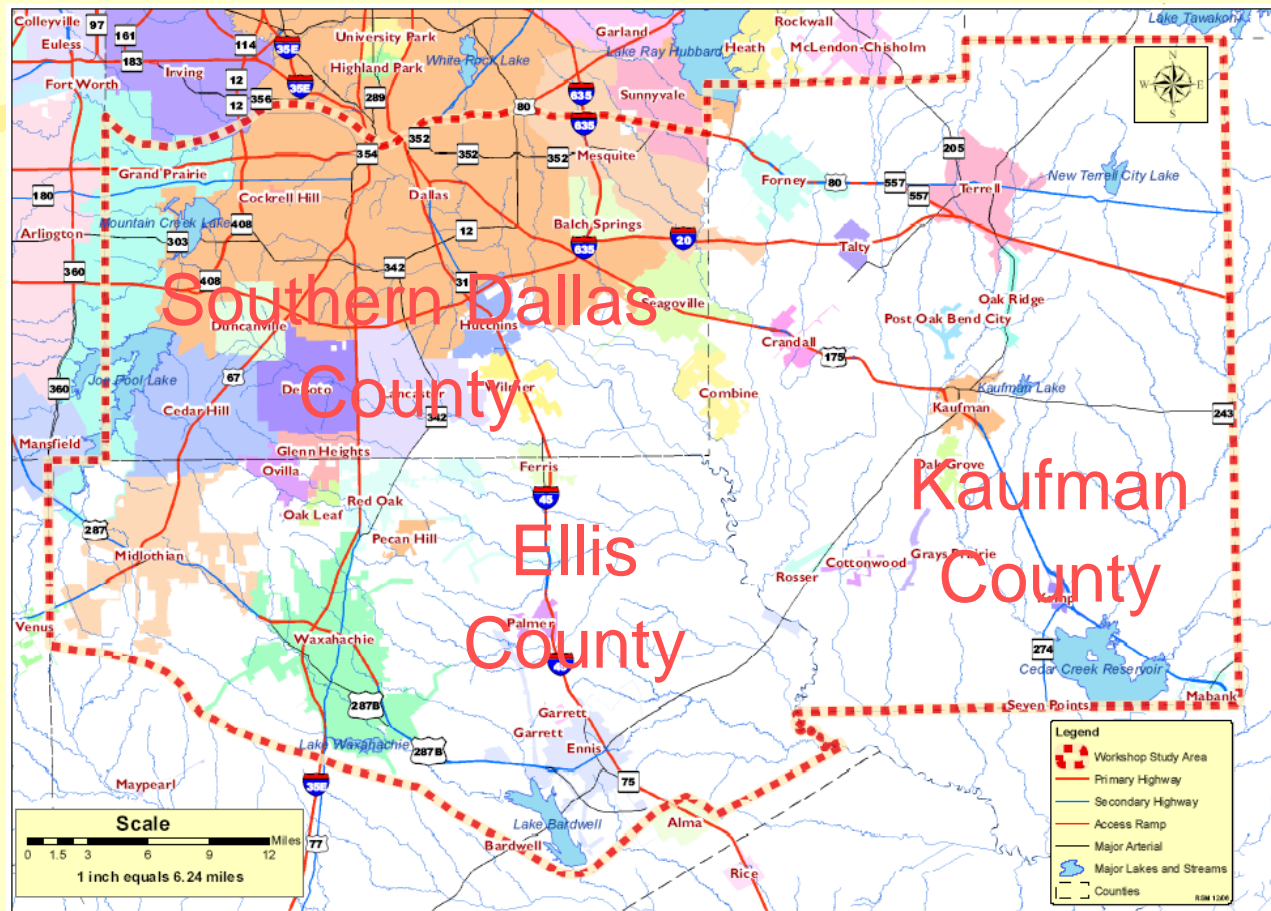 Colleyville
97
161
Euless
114
35E
University Park
Garland
Rockwall
Lake Tawakoni
183
Irving
Highland Park
White Rock Lake
Lake Ray Hubbard
Heath
McLendon-Chisholm
Fort Worth
12
12
356
35E
289
80
635
635
Sunnyvale
N
W
E
S
352
352
352
354
Mesquite
205
Grand Prairie
Forney
80
557
557
Terrell
New Terrell City Lake
180
Cockrell Hill
Dallas
Mountain Creek Lake
408
303
12
Balch Springs
635
20
Talty
Arlington
360
408
342
31
Southern Dallas
County
Seagoville
Duncanville
Hutchins
Oak Ridge
Post Oak Bend City
Crandall
175
360
Joe Pool Lake
67
DeSoto
Lancaster
342
Wilmer
Combine
Kaufman Lake
Kaufman
243
Cedar Hill
Mansfield
Glenn Heights
Ovilla
Ferris
45
Oak Grove
Kaufman
County
Red Oak
Oak Leaf
Pecan Hill
287
Midlothian
Ellis
County
Rosser
Cottonwood
Grays Prairie
Kemp
Venus
Waxahachie
Palmer
45
274
Cedar Creek Reservoir
Mabank
Seven Points
287B
287B
Garrett
Garrett
Ennis
Lake Waxahachie
35E
75
Maypearl
Lake Bardwell
Bardwell
Alma
Rice
77
Scale
Miles
0 1.5 3 6 9 12
1 inch equals 6.24 miles
Legend
Workshop Study Area
Primary Highway
Secondary Highway
Access Ramp
Major Arterial
Major Lakes and Streams
Counties
RSM 12/06